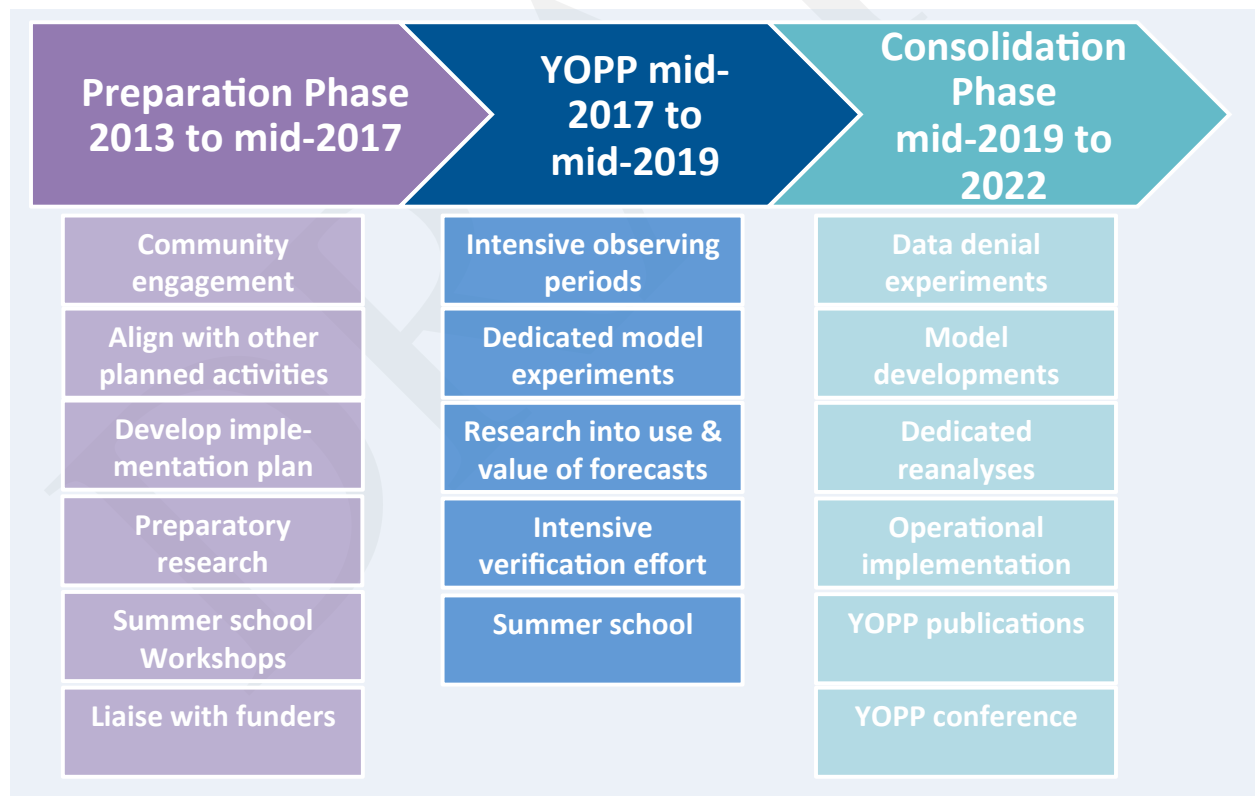 Preparation Phase
2013 to mid-2017
YOPP mid-
2017 to
mid-2019
Consolidation
Phase
mid-2019 to
2022
Community
engagement
Align with other
planned activities
Develop imple-
mentation plan
Preparatory
research
Summer school
Workshops
Liaise with funders
Intensive observing
periods
Dedicated model
experiments
Research into use &
value of forecasts
Intensive
verification effort
Summer school
Data denial
experiments
Model
developments
Dedicated
reanalyses
Operational
implementation
YOPP publications
YOPP conference